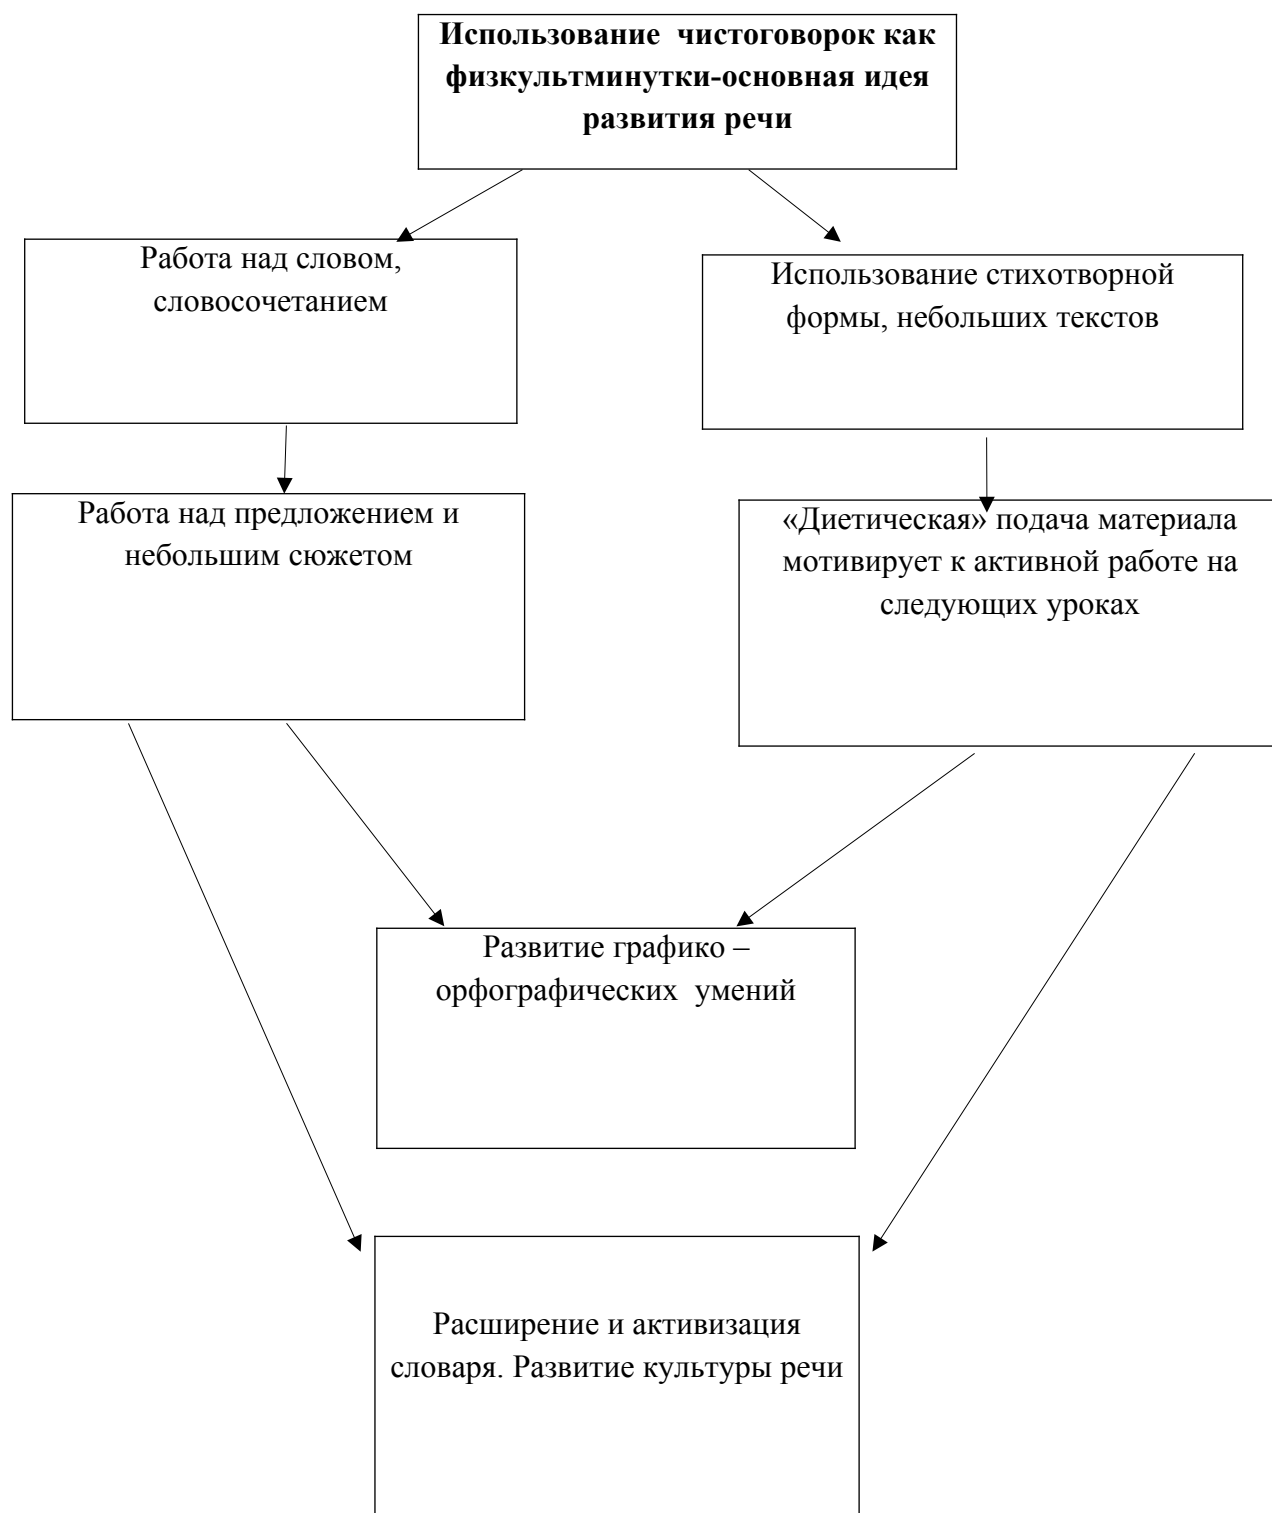 Использование  чистоговорок как
физкультминутки-основная идея
развития речи
Работа над словом,
словосочетанием
Использование стихотворной
формы, небольших текстов
Работа над предложением и
небольшим сюжетом
«Диетическая» подача материала
мотивирует к активной работе на
следующих уроках
Развитие графико –
орфографических  умений
Расширение и активизация
словаря. Развитие культуры речи